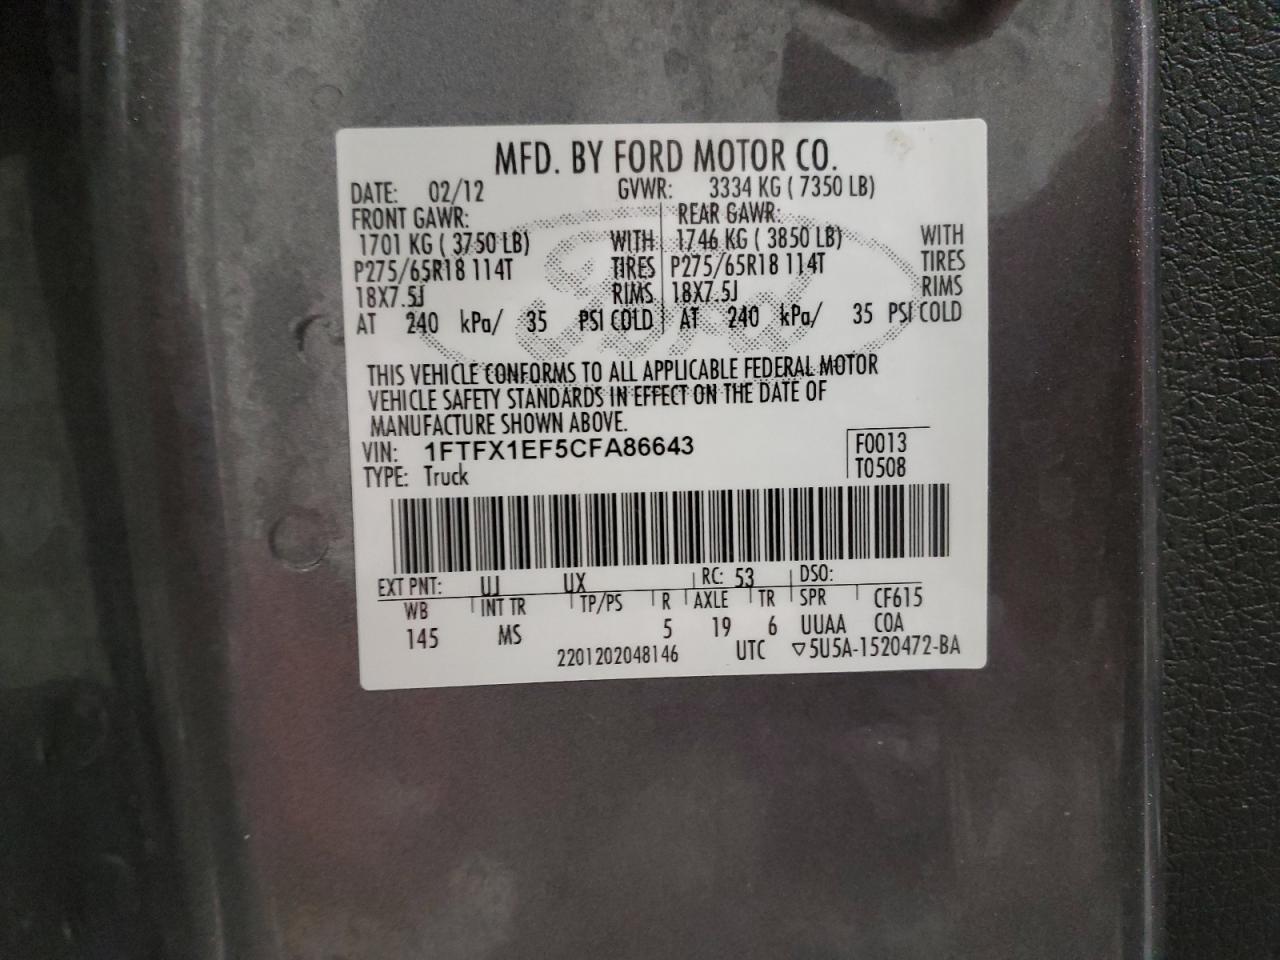 MFD. BY FORD MOTOR CO.
DATE: 02/12 GVWR: 3334 KG ( 7350 LB)
FRONT GAWR: REAR GAWR:
1701 KG ( 3750 LB) WITH 1746 KG ( 3850 LB) WITH
P275/65R18 114T TIRES P275/65R18 114T TIRES
18X7.5J RIMS 18X7.5J RIMS
AT 240 kPa/ 35 PSI COLD AT 240 kPa/ 35 PSI COLD
Ford
THIS VEHICLE CONFORMS TO ALL APPLICABLE FEDERAL MOTOR
VEHICLE SAFETY STANDARDS IN EFFECT ON THE DATE OF
MANUFACTURE SHOWN ABOVE.
VIN: 1FTFX1EF5CFA86643 F0013
TYPE: Truck T0508
EXT PNT: UJ UX RC: 53 DSO:
WB INT TR TP/PS R AXLE TR SPR CF615
145 MS 5 19 6 UUAA COA
2201202048146 UTC ▽5U5A-1520472-BA